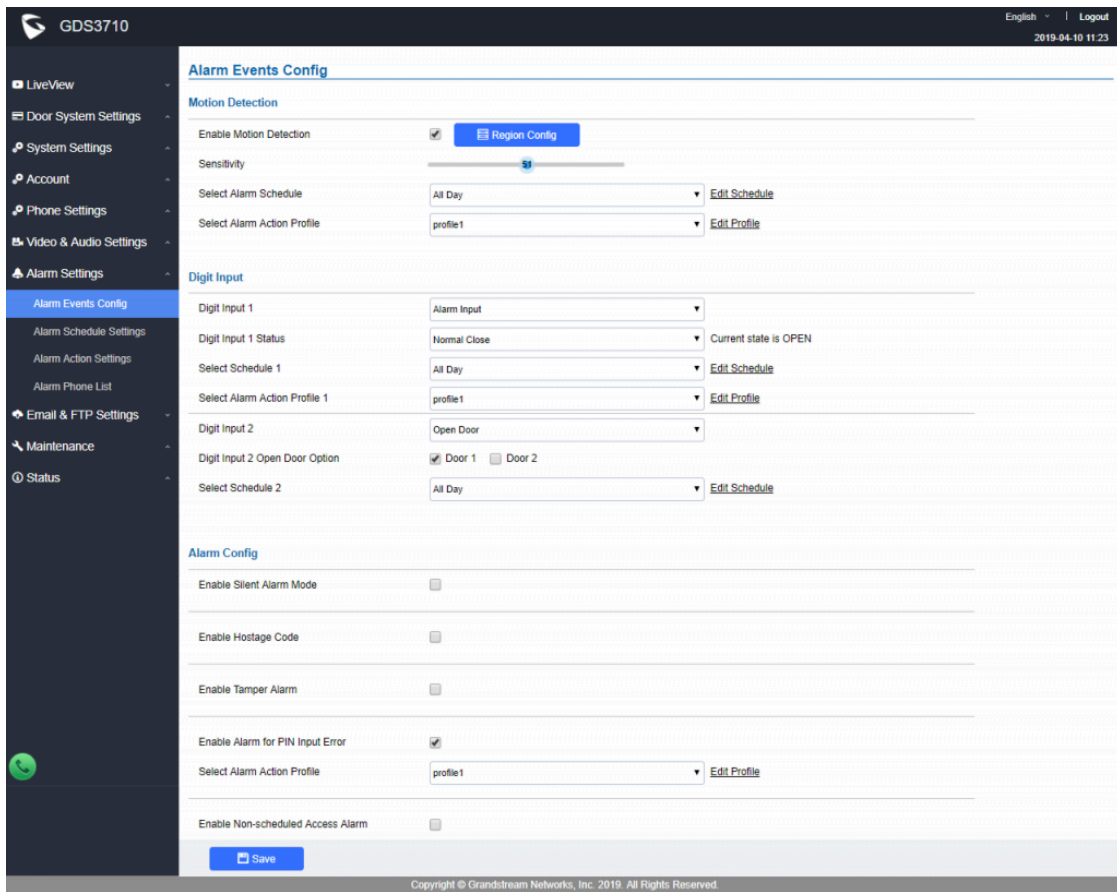 GDS3710
English | Logout
2019-04-10 11:23
LiveView
Door System Settings
System Settings
Account
Phone Settings
Video & Audio Settings
Alarm Settings
Alarm Events Config
Alarm Schedule Settings
Alarm Action Settings
Alarm Phone List
Email & FTP Settings
Maintenance
Status
Alarm Events Config
Motion Detection
Enable Motion Detection Region Config
Sensitivity 51
Select Alarm Schedule All Day Edit Schedule
Select Alarm Action Profile profile1 Edit Profile
Digit Input
Digit Input 1 Alarm Input
Digit Input 1 Status Normal Close Current state is OPEN
Select Schedule 1 All Day Edit Schedule
Select Alarm Action Profile 1 profile1 Edit Profile
Digit Input 2 Open Door
Digit Input 2 Open Door Option Door 1 Door 2
Select Schedule 2 All Day Edit Schedule
Alarm Config
Enable Silent Alarm Mode
Enable Hostage Code
Enable Tamper Alarm
Enable Alarm for PIN Input Error
Select Alarm Action Profile profile1 Edit Profile
Enable Non-scheduled Access Alarm
Save
Copyright © Grandstream Networks, Inc. 2019. All Rights Reserved.